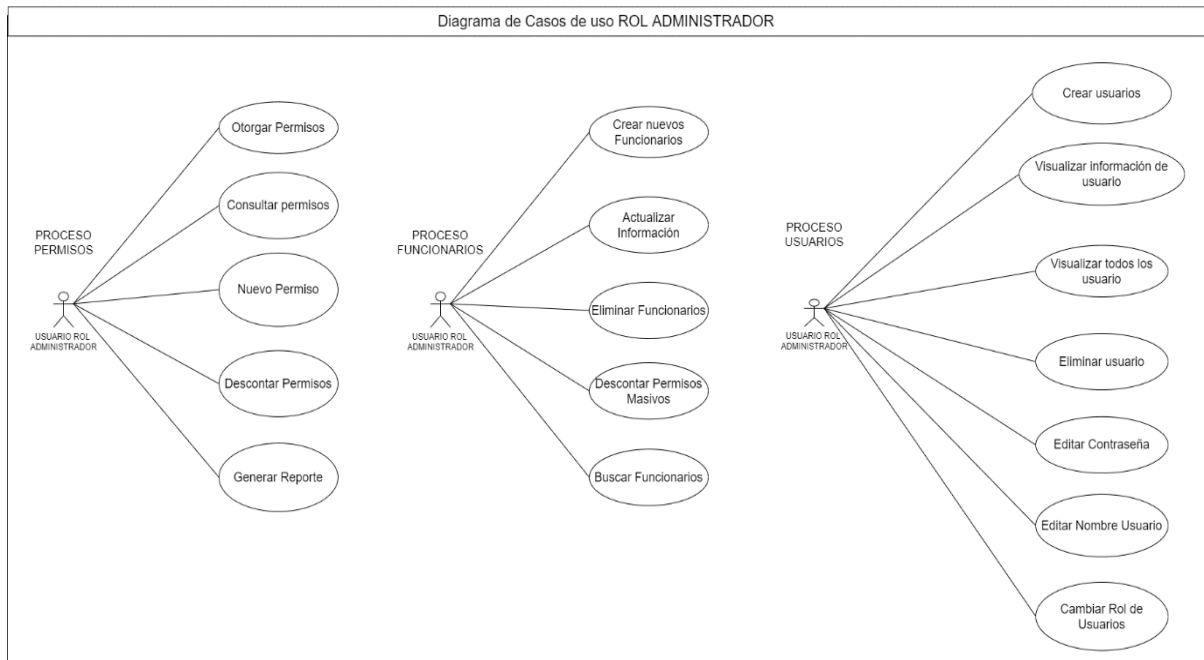 Diagrama de Casos de uso ROL ADMINISTRADOR
PROCESO
PERMISOS
USUARIO ROL
ADMINISTRADOR
Otorgar Permisos
Consultar permisos
Nuevo Permiso
Descontar Permisos
Generar Reporte
PROCESO
FUNCIONARIOS
USUARIO ROL
ADMINISTRADOR
Crear nuevos
Funcionarios
Actualizar
Información
Eliminar Funcionarios
Descontar Permisos
Masivos
Buscar Funcionarios
PROCESO
USUARIOS
USUARIO ROL
ADMINISTRADOR
Crear usuarios
Visualizar información de
usuario
Visualizar todos los
usuario
Eliminar usuario
Editar Contraseña
Editar Nombre Usuario
Cambiar Rol de
Usuarios